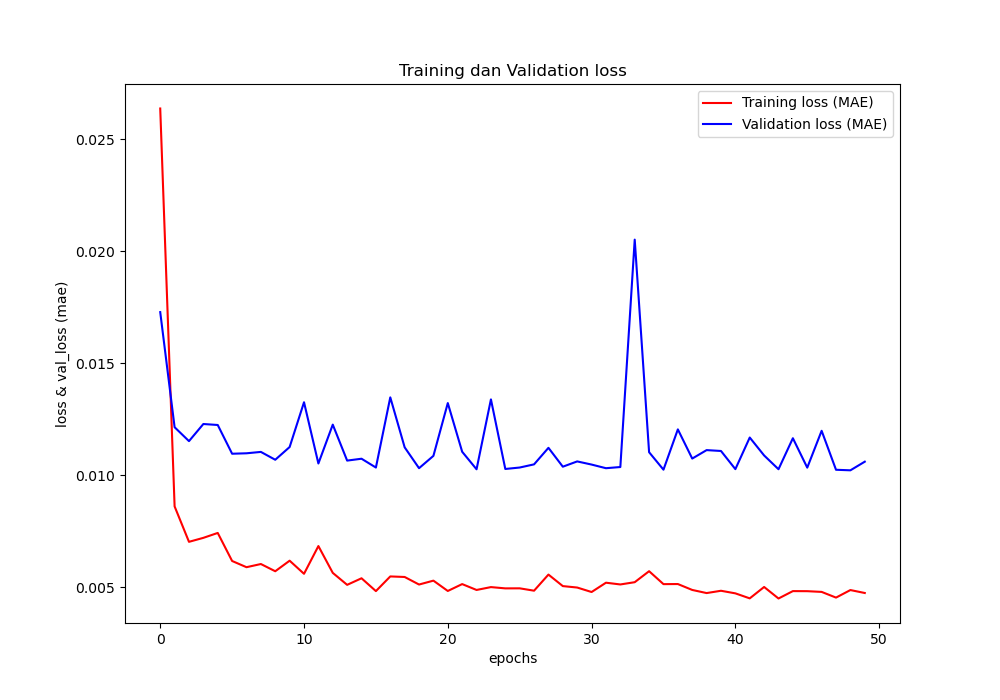 Training dan Validation loss
Training loss (MAE)
Validation loss (MAE)
loss & val_loss (mae)
0.025
0.020
0.015
0.010
0.005
0 10 20 30 40 50
epochs